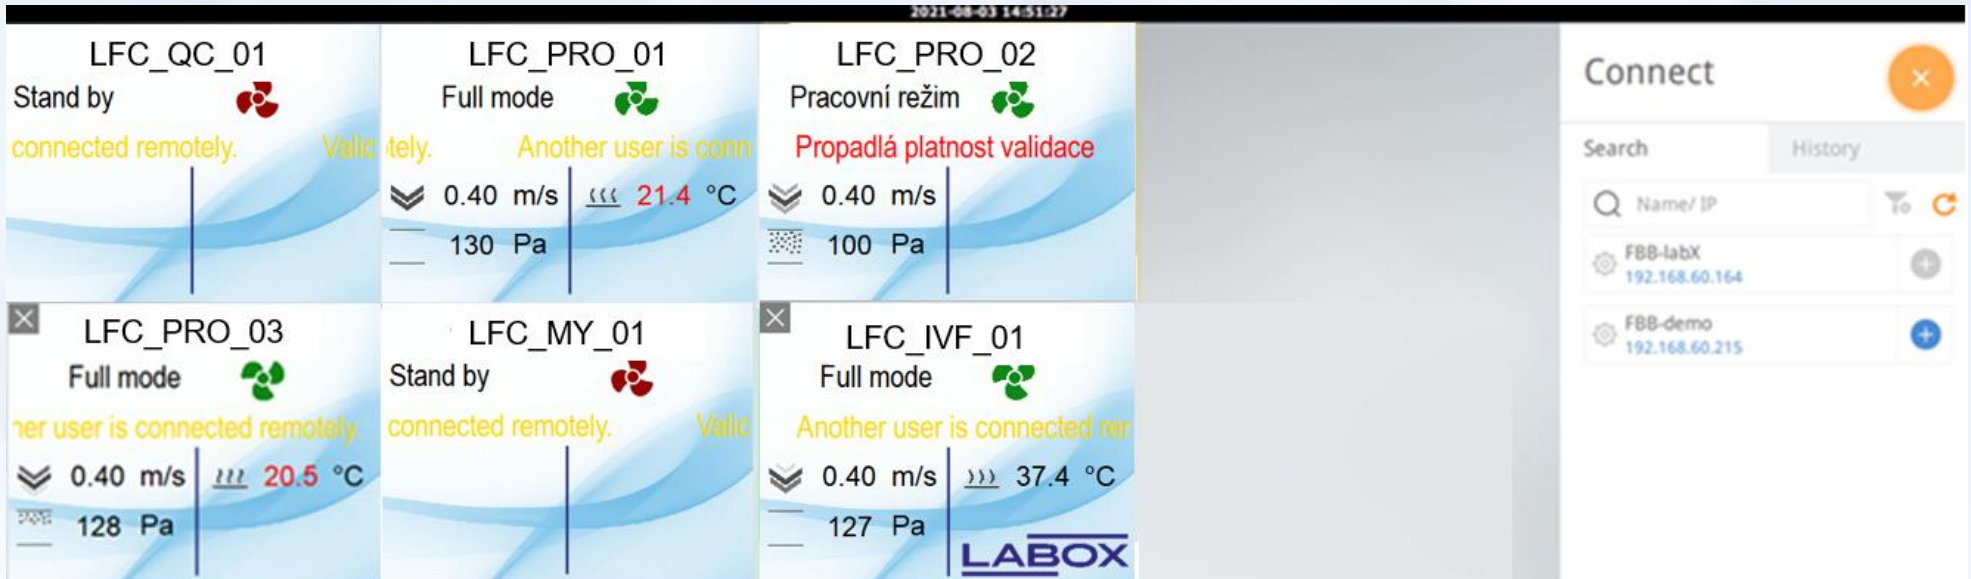 2021-08-03 14:51:27
LFC_QC_01
Stand by
connected remotely. Valid
LFC_PRO_01
Full mode
tely. Another user is conn
0.40 m/s 21.4 °C
130 Pa
LFC_PRO_02
Pracovní režim
Propadlá platnost validace
0.40 m/s
100 Pa
LFC_PRO_03
Full mode
her user is connected remotely.
0.40 m/s 20.5 °C
128 Pa
LFC_MY_01
Stand by
connected remotely. Valid
LFC_IVF_01
Full mode
Another user is connected rem
0.40 m/s 37.4 °C
127 Pa
LABOX
Connect
Search History
Name/ IP
FBB-labX
192.168.60.164
FBB-demo
192.168.60.215